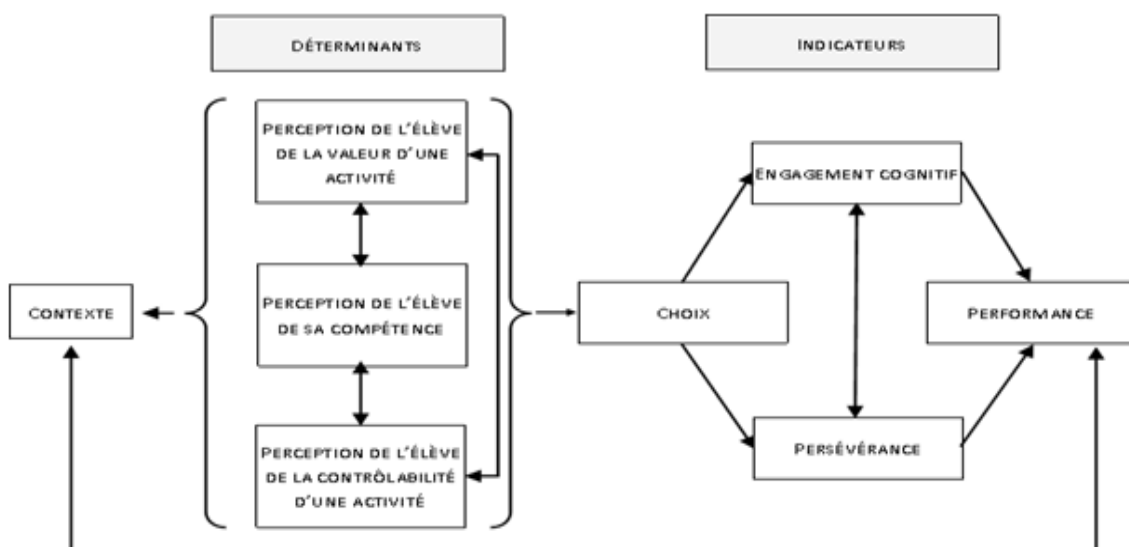 DÉTERMINANTS
INDICATEURS
PERCEPTION DE L'ÉLÈVE
DE LA VALEUR D'UNE
ACTIVITÉ
ENGAGEMENT COGNITIF
CONTEXTE
PERCEPTION DE L'ÉLÈVE
DE SA COMPÉTENCE
CHOIX
PERFORMANCE
PERCEPTION DE L'ÉLÈVE
DE LA CONTRÔLABILITÉ
D'UNE ACTIVITÉ
PERSÉVÉRANCE